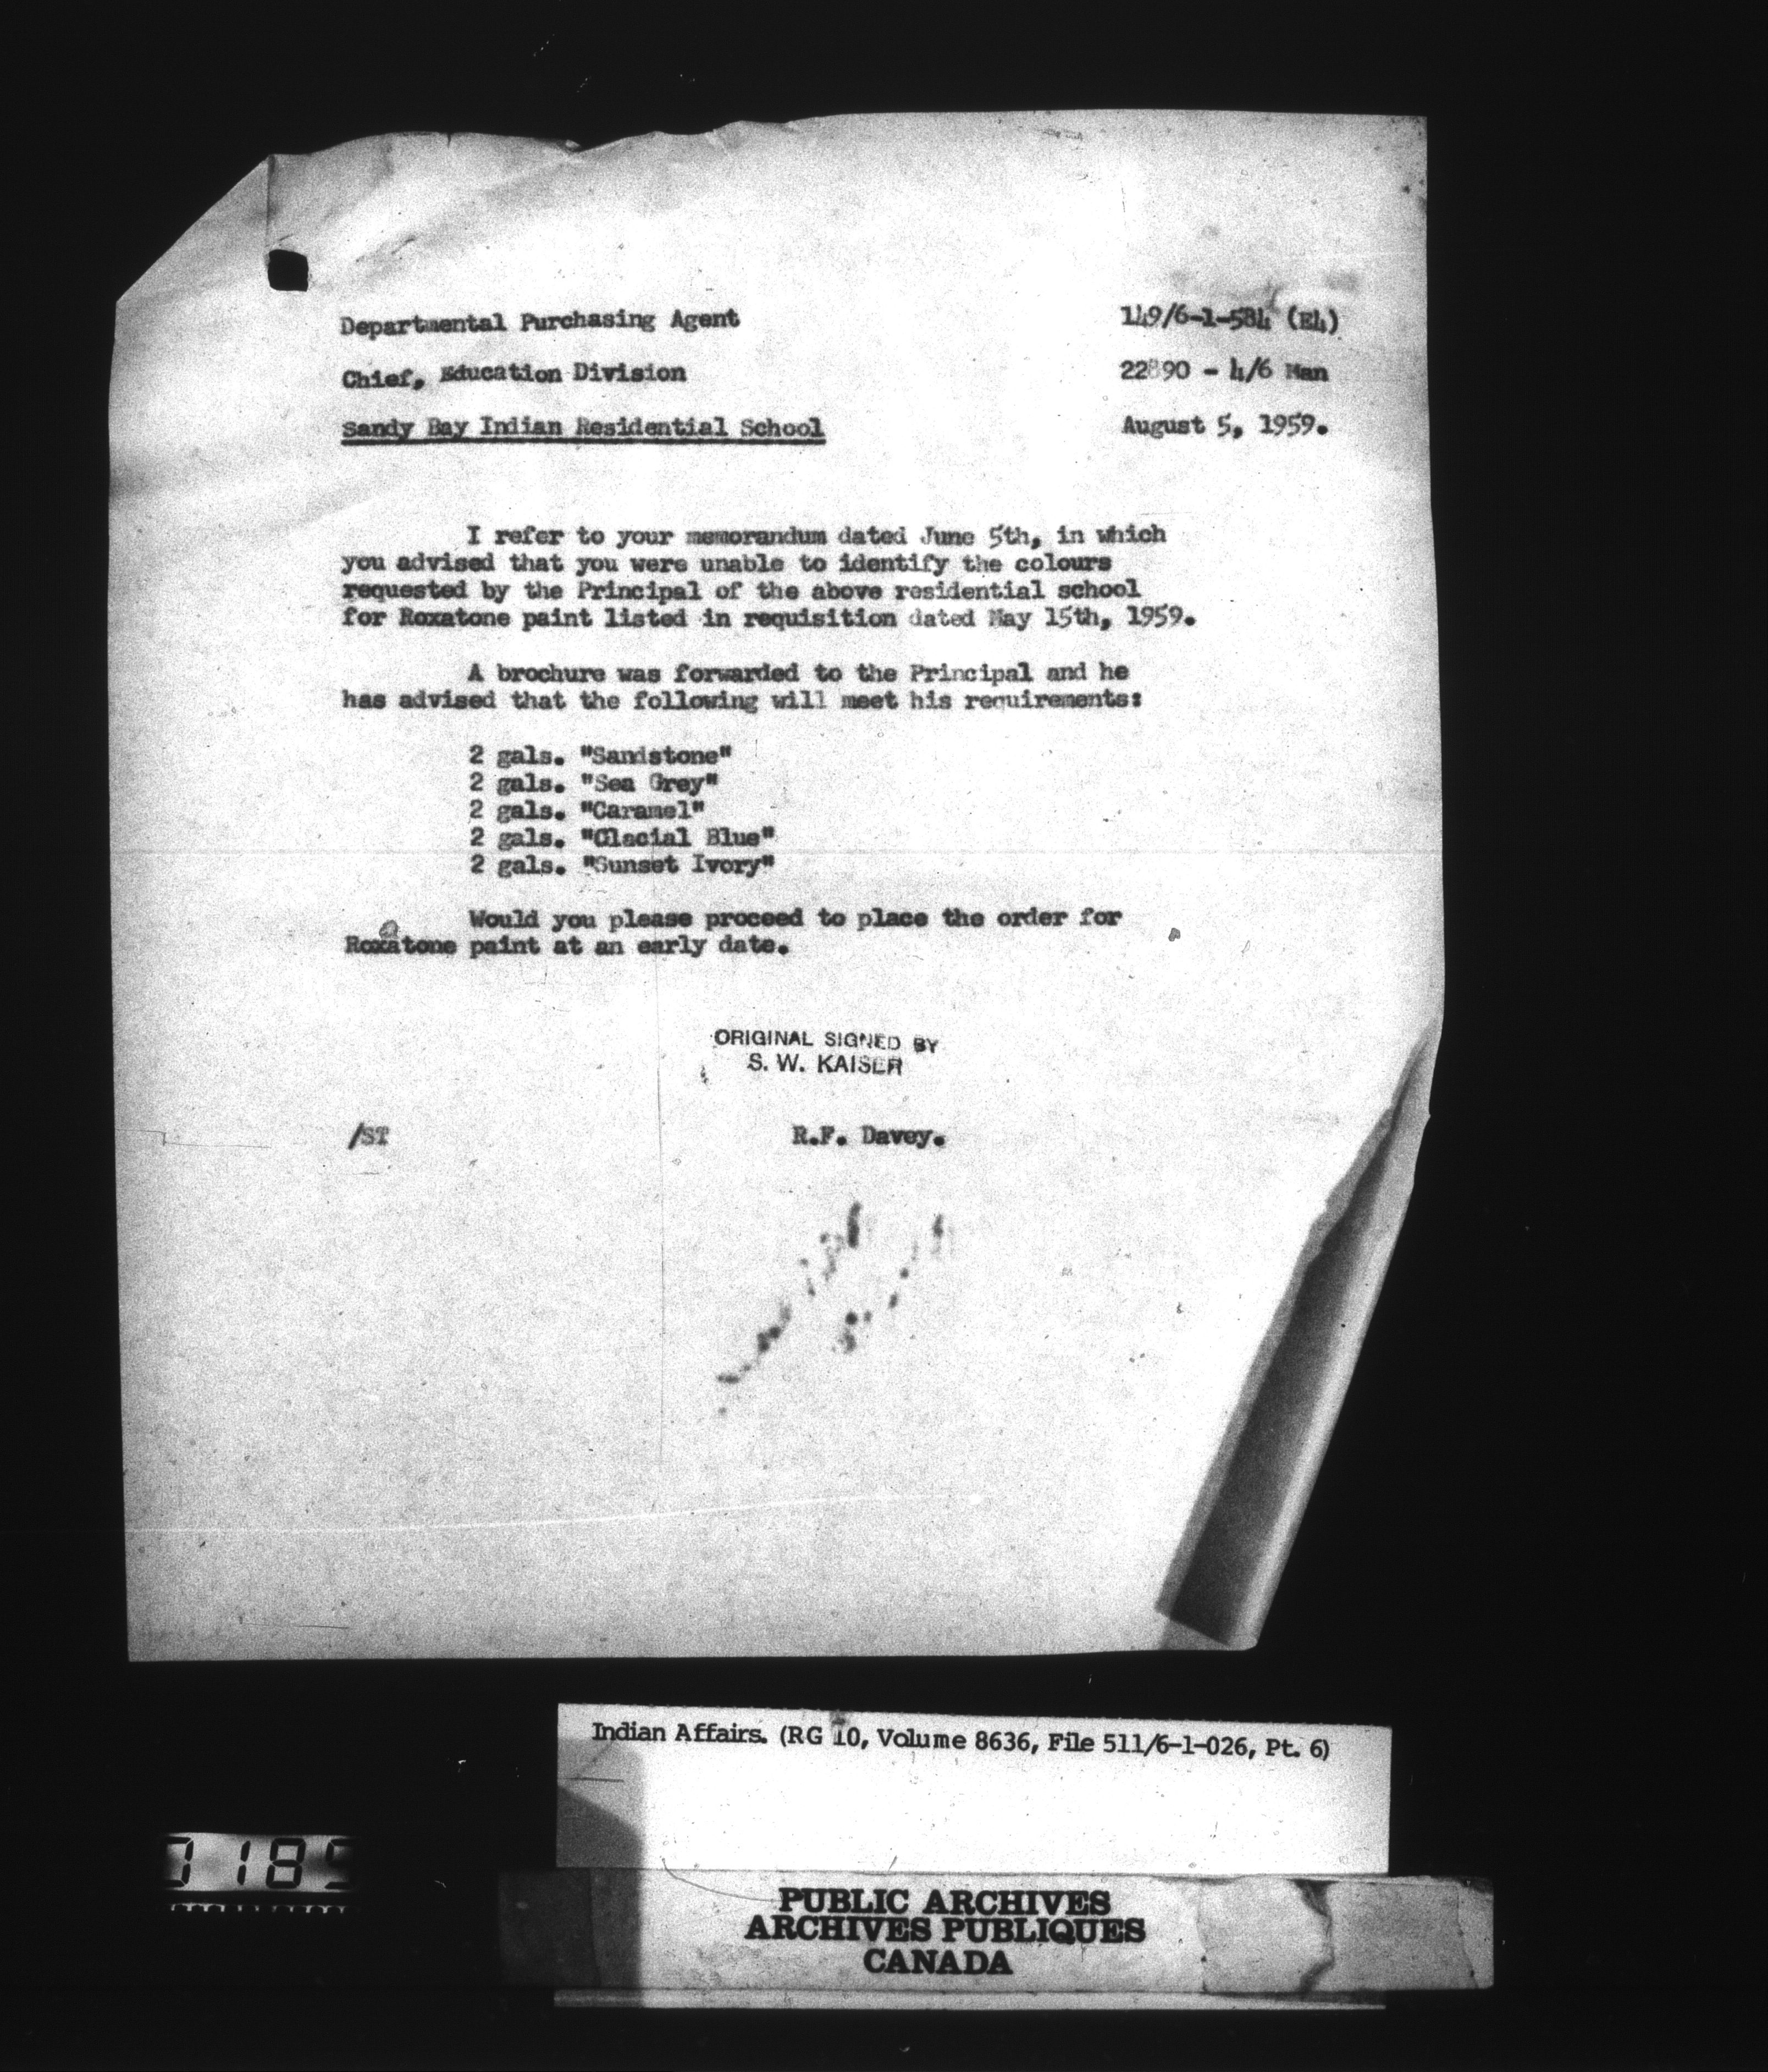 Departmental Purchasing Agent 149/6-1-584 (E4)
Chief, Education Division 22890 - 4/6 Man
Sandy Bay Indian Residential School August 5, 1959.
I refer to your memorandum dated June 5th, in which
you advised that you were unable to identify the colours
requested by the Principal of the above residential school
for Roxatone paint listed in requisition dated May 15th, 1959.
A brochure was forwarded to the Principal and he
has advised that the following will meet his requirements:
2 gals. "Sandstone"
2 gals. "Sea Grey"
2 gals. "Caramel"
2 gals. "Glacial Blue"
2 gals. "Sunset Ivory"
Would you please proceed to place the order for
Roxatone paint at an early date.
ORIGINAL SIGNED BY
S. W. KAISER
/ST R.F. Davey.
Indian Affairs. (RG 10, Volume 8636, File 511/6-1-026, Pt. 6)
PUBLIC ARCHIVES
ARCHIVES PUBLIQUES
CANADA